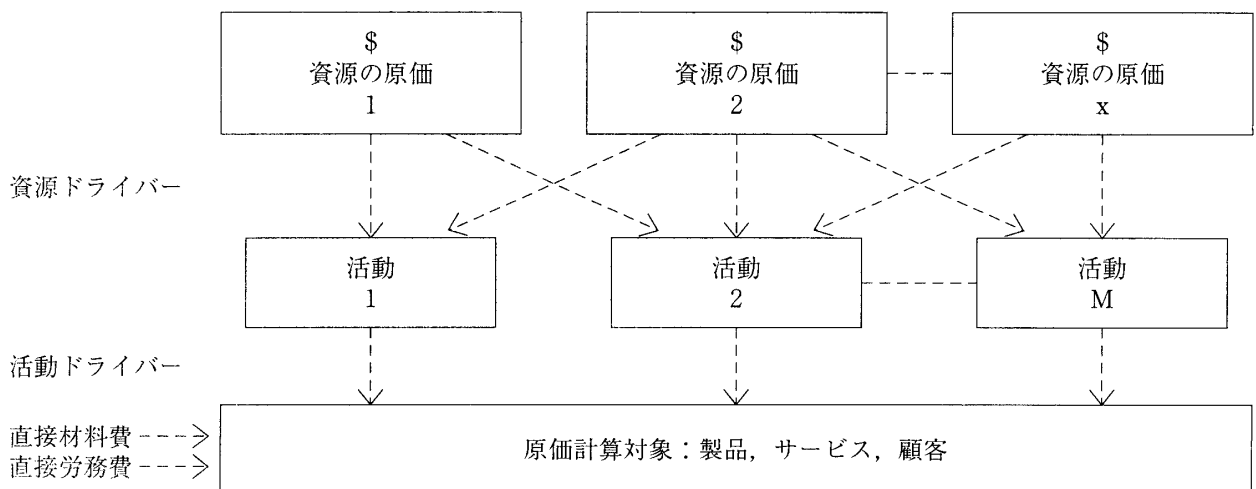 $
資源の原価
1
$
資源の原価
2
$
資源の原価
x
資源ドライバー
活動
1
活動
2
活動
M
活動ドライバー
直接材料費
直接労務費
原価計算対象：製品，サービス，顧客